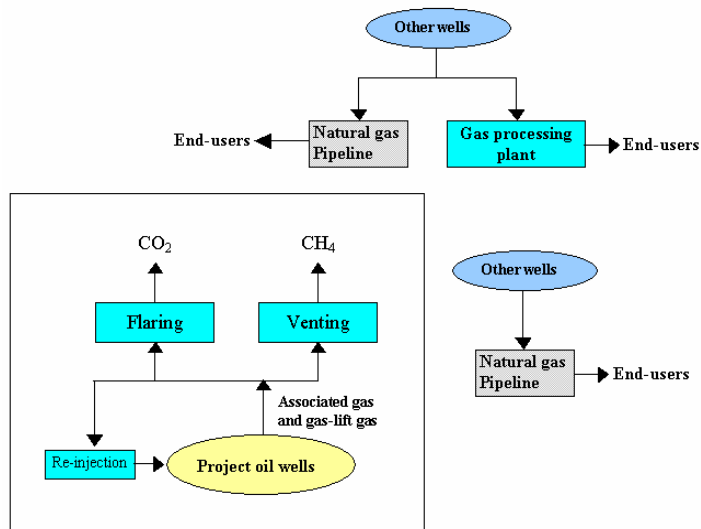 Other wells
End-users
Natural gas
Pipeline
Gas processing
plant
End-users
CO₂
CH₄
Flaring
Venting
Associated gas
and gas-lift gas
Re-injection
Project oil wells
Other wells
Natural gas
Pipeline
End-users